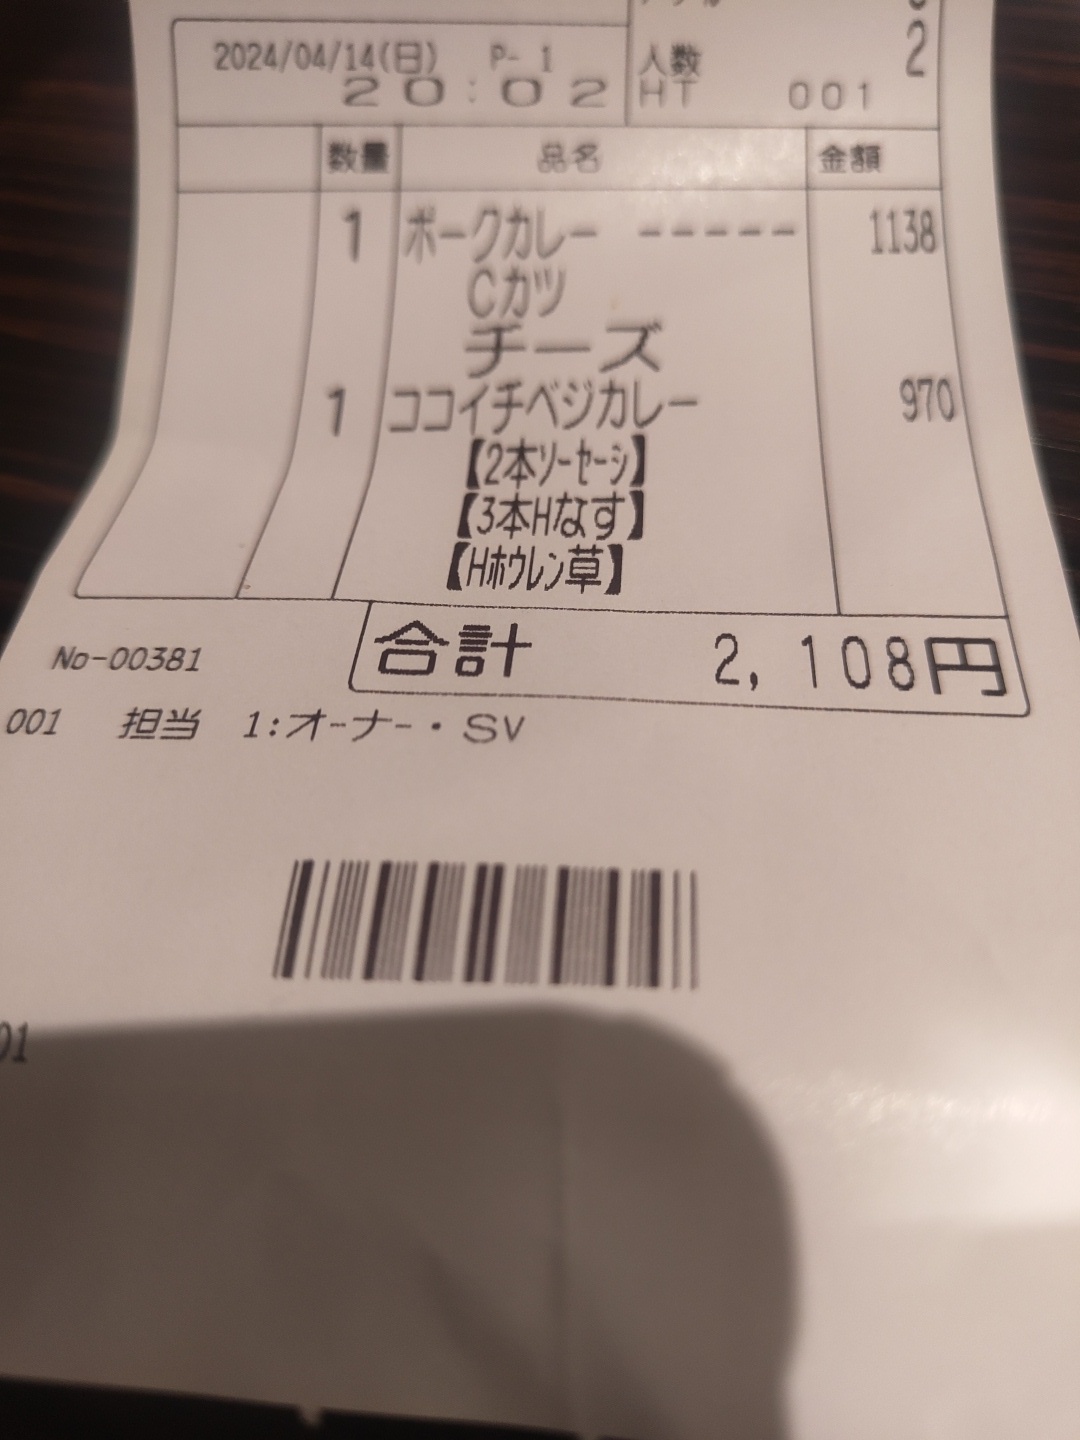 2024/04/14(日) P- 1
20:02
人数 2
HT 001
数量 品名 金額
1 ポークカレー ----- 1138
Cカツ
チーズ
1 ココイチベジカレー 970
【2本ソーセージ】
【3本Hなす】
【Hホウレン草】
合計 2,108円
No-00381
001 担当 1:オーナー・SV
01